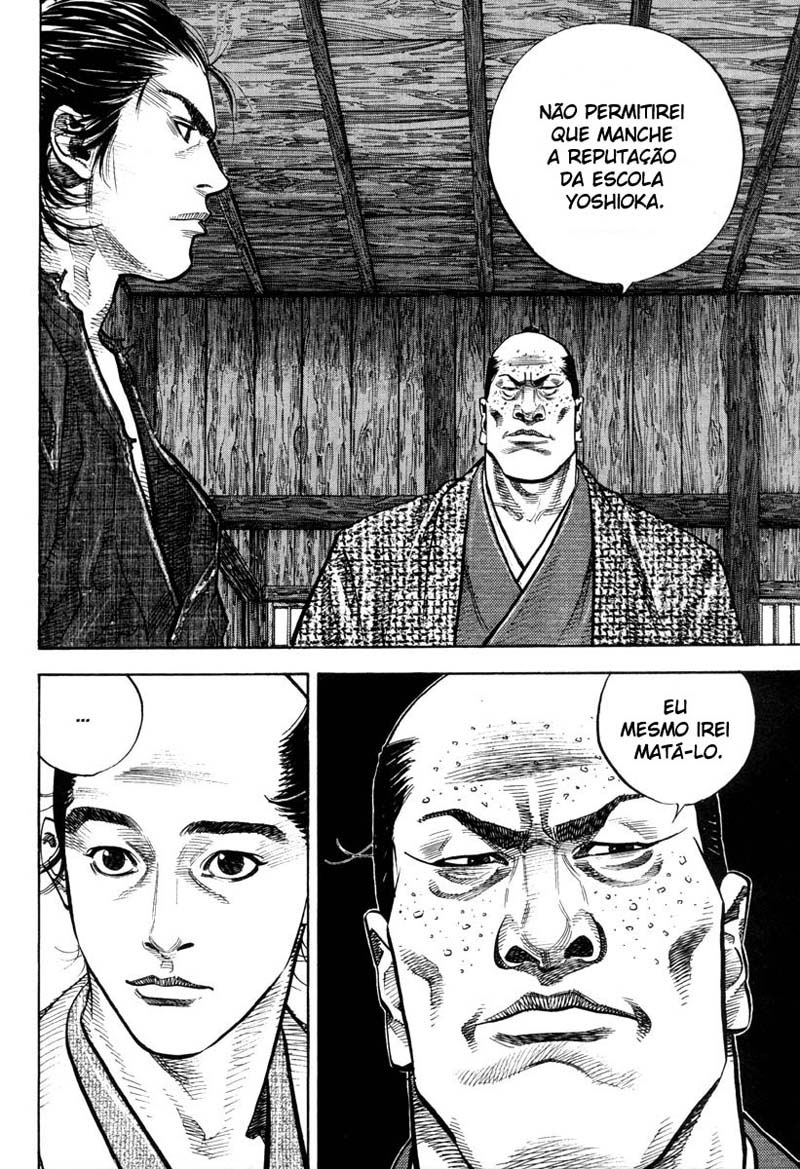 NÃO PERMITIREI
QUE MANCHE
A REPUTAÇÃO
DA ESCOLA
YOSHIOKA.
EU
MESMO IREI
MATÁ-LO.
...